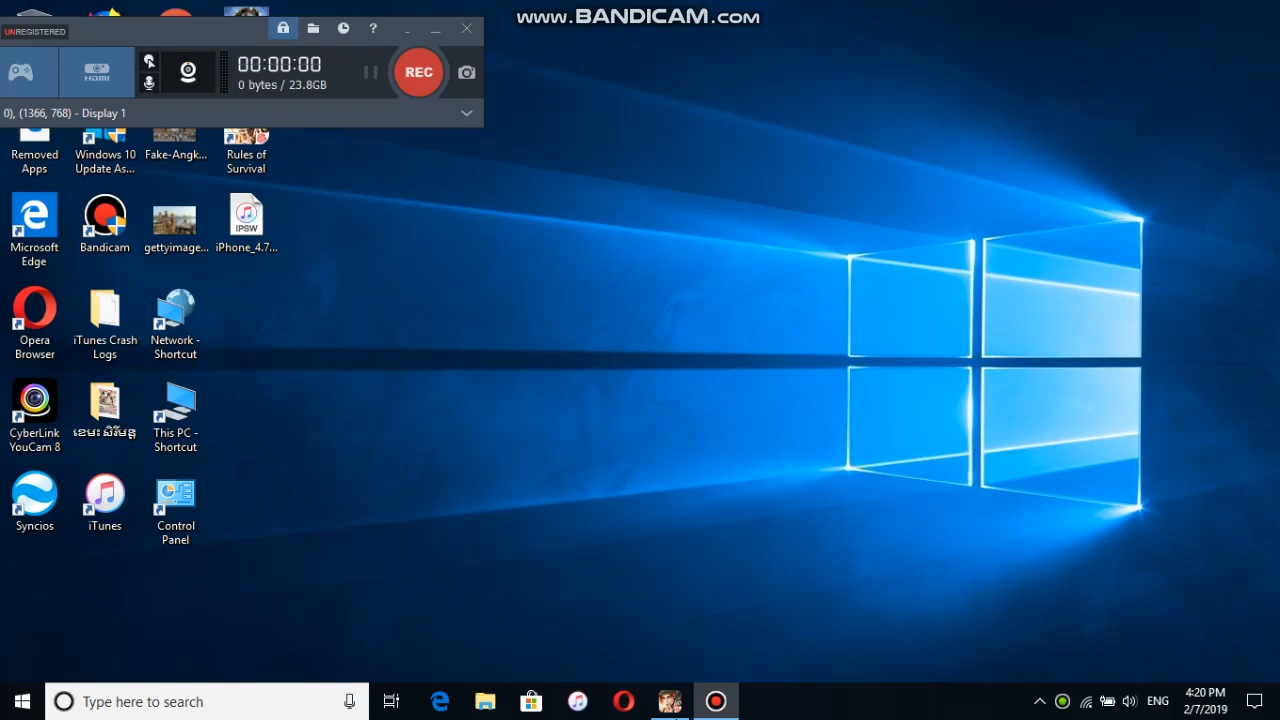 www.BANDICAM.com
UNREGISTERED
?
HDMI
00:00:00
0 bytes / 23.8GB
REC
0), (1366, 768) - Display 1
Removed
Apps
Windows 10
Update As...
Fake-Angk...
Rules of
Survival
Microsoft
Edge
Bandicam
gettyimage...
IPSW
iPhone_4.7...
Opera
Browser
iTunes Crash
Logs
Network -
Shortcut
CyberLink
YouCam 8
ខេមះ សិរីមន្ត
This PC -
Shortcut
Syncios
iTunes
Control
Panel
Type here to search
ENG
4:20 PM
2/7/2019